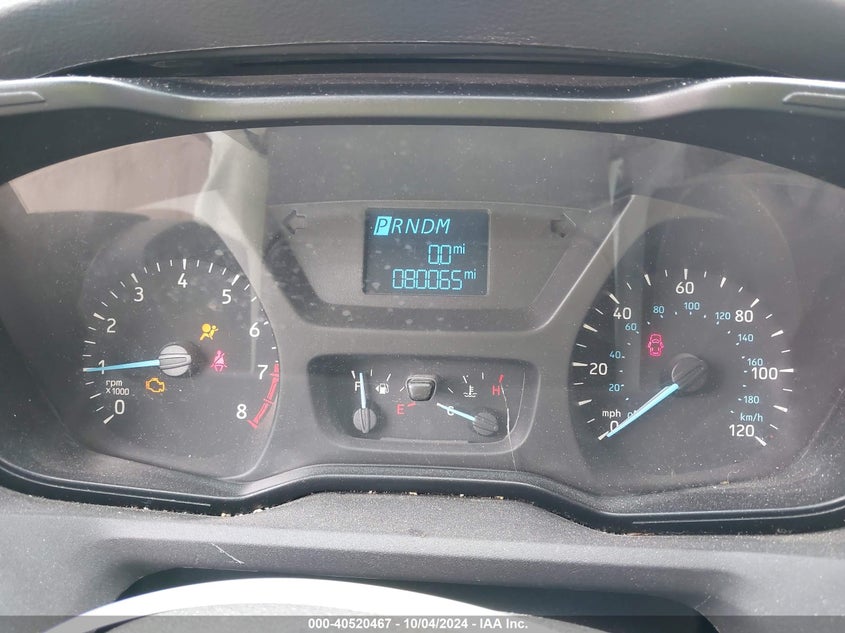 PRNDM
0.0 mi
080065 mi
0 1 2 3 4 5 6 7 8
rpm
x1000
F E
C H
0 20 40 60 80 100 120
20 40 60 80 100 120 140 160 180
mph
km/h
000-40520467 - 10/04/2024 - IAA Inc.